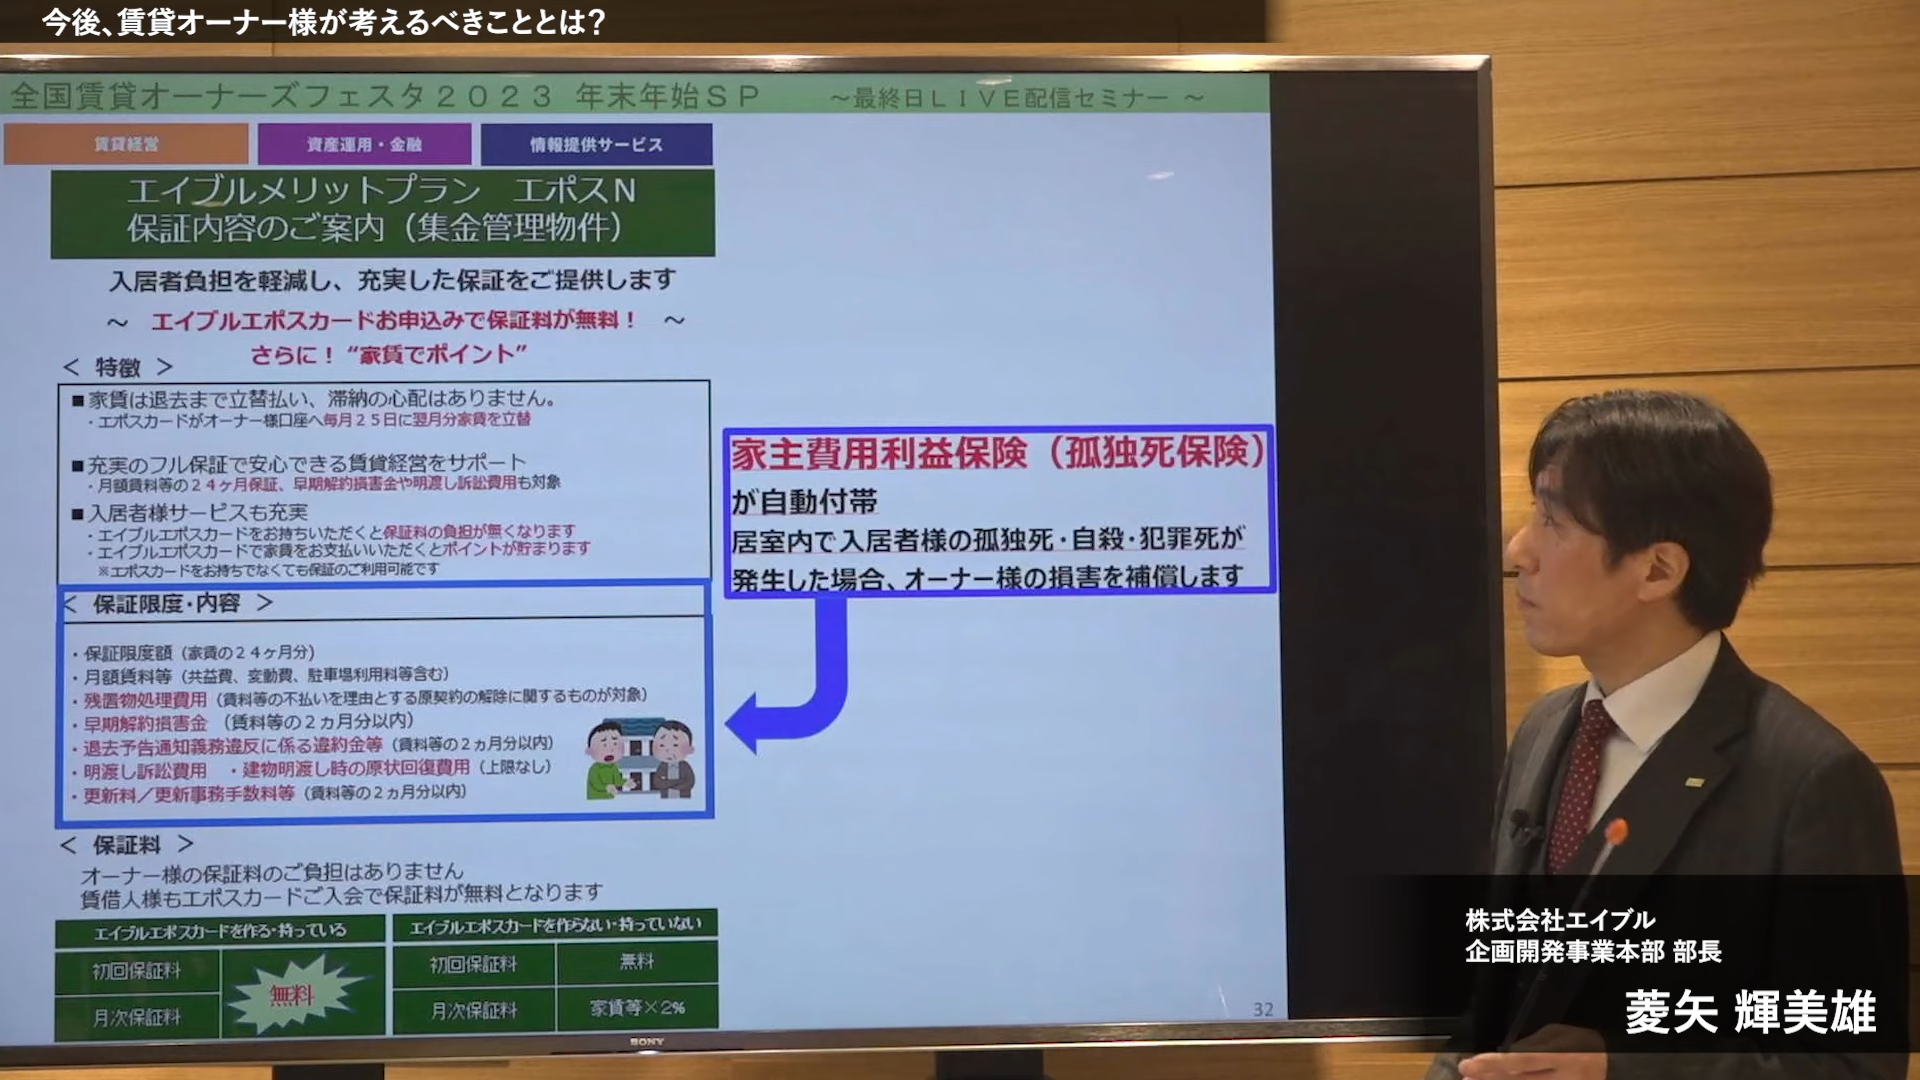 今後、賃貸オーナー様が考えるべきこととは？
全国賃貸オーナーズフェスタ２０２３ 年末年始ＳＰ ～最終日ＬＩＶＥ配信セミナー ～
賃貸経営
資産運用・金融
情報提供サービス
エイブルメリットプラン エポスＮ
保証内容のご案内（集金管理物件）
入居者負担を軽減し、充実した保証をご提供します
～ エイブルエポスカードお申込みで保証料が無料！ ～
さらに！“家賃でポイント”
＜ 特徴 ＞
■家賃は退去まで立替払い、滞納の心配はありません。
・エポスカードがオーナー様口座へ毎月２５日に翌月分家賃を立替
■充実のフル保証で安心できる賃貸経営をサポート
・月額賃料等の２４ヶ月保証、早期解約損害金や明渡し訴訟費用も対象
■入居者様サービスも充実
・エイブルエポスカードをお持ちいただくと保証料の負担が無くなります
・エイブルエポスカードで家賃をお支払いいただくとポイントが貯まります
※エポスカードをお持ちでなくても保証のご利用可能です
＜ 保証限度・内容 ＞
・保証限度額（家賃の２４ヶ月分）
・月額賃料等（共益費、変動費、駐車場利用料等含む）
・残置物処理費用（賃料等の不払いを理由とする原契約の解除に関するものが対象）
・早期解約損害金 （賃料等の２ヵ月分以内）
・退去予告通知義務違反に係る違約金等（賃料等の２ヵ月分以内）
・明渡し訴訟費用 ・建物明渡し時の原状回復費用（上限なし）
・更新料／更新事務手数料等（賃料等の２ヵ月分以内）
＜ 保証料 ＞
オーナー様の保証料のご負担はありません
賃借人様もエポスカードご入会で保証料が無料となります
エイブルエポスカードを作る・持っている
初回保証料
月次保証料
無料
エイブルエポスカードを作らない・持っていない
初回保証料 無料
月次保証料 家賃等×2%
家主費用利益保険（孤独死保険）
が自動付帯
居室内で入居者様の孤独死・自殺・犯罪死が
発生した場合、オーナー様の損害を補償します
32
SONY
株式会社エイブル
企画開発事業本部 部長
菱矢 輝美雄